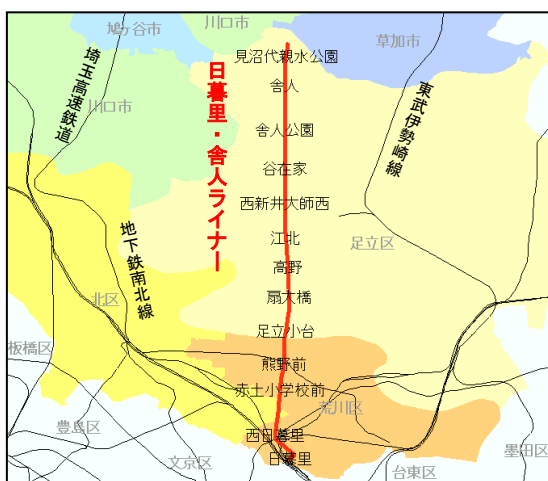 川口市
鳩ヶ谷市
草加市
見沼代親水公園
埼玉高速鉄道
日暮里・舎人ライナー
東武伊勢崎線
舎人
川口市
舎人公園
谷在家
西新井大師西
地下鉄南北線
江北
足立区
高野
扇大橋
北区
足立小台
板橋区
熊野前
赤土小学校前
荒川区
豊島区
西日暮里
墨田区
文京区
日暮里
台東区